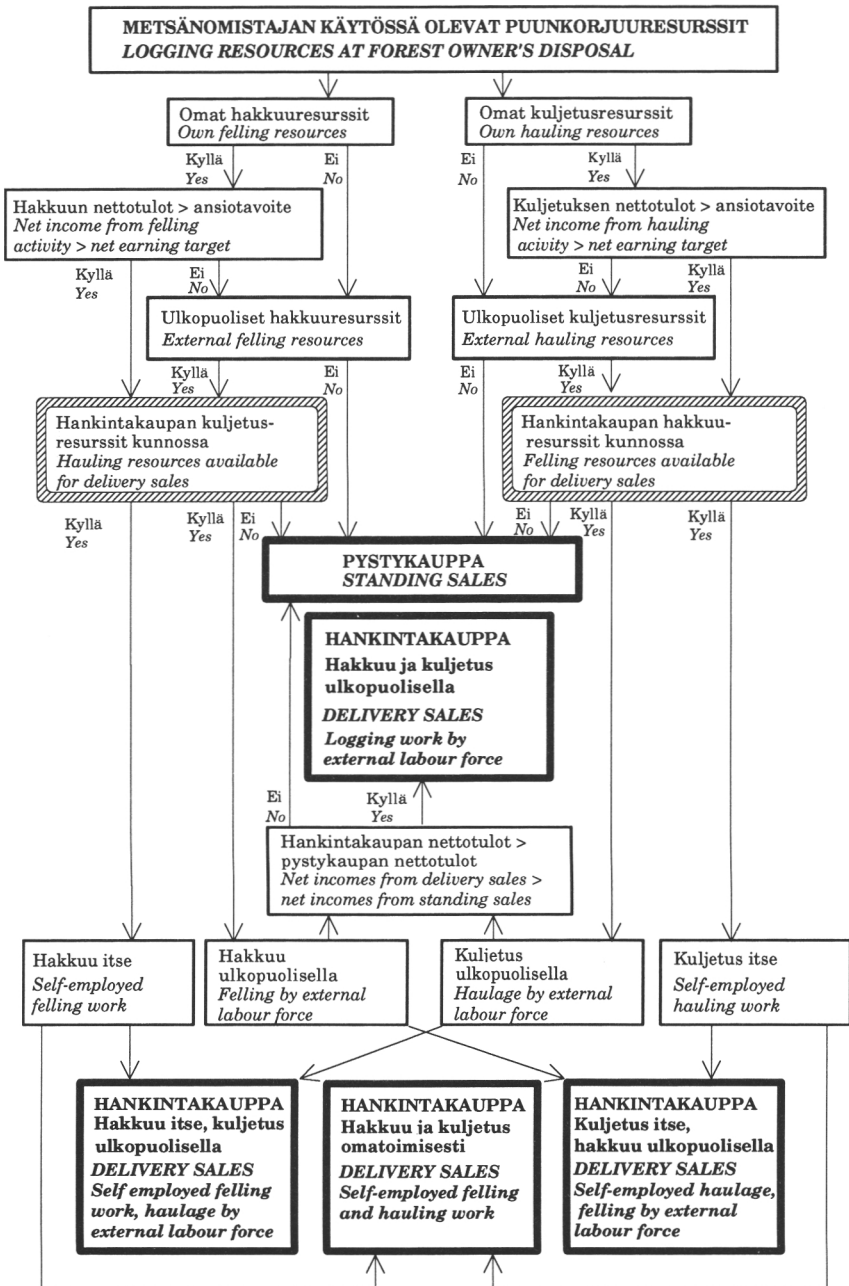 METSÄNOMISTAJAN KÄYTÖSSÄ OLEVAT PUUNKORJUURESURSSIT
LOGGING RESOURCES AT FOREST OWNER'S DISPOSAL
Omat hakkuuresurssit
Own felling resources
Omat kuljetusresurssit
Own hauling resources
Kyllä
Yes
Ei
No
Ei
No
Kyllä
Yes
Hakkuun nettotulot > ansiotavoite
Net income from felling
activity > net earning target
Kuljetuksen nettotulot > ansiotavoite
Net income from hauling
acivity > net earning target
Kyllä
Yes
Ei
No
Ei
No
Kyllä
Yes
Ulkopuoliset hakkuuresurssit
External felling resources
Ulkopuoliset kuljetusresurssit
External hauling resources
Kyllä
Yes
Ei
No
Ei
No
Kyllä
Yes
Hankintakaupan kuljetus-
resurssit kunnossa
Hauling resources available
for delivery sales
Hankintakaupan hakkuu-
resurssit kunnossa
Felling resources available
for delivery sales
Kyllä
Yes
Kyllä
Yes
Ei
No
Ei
No
Kyllä
Yes
Kyllä
Yes
PYSTYKAUPPA
STANDING SALES
HANKINTAKAUPPA
Hakkuu ja kuljetus
ulkopuolisella
DELIVERY SALES
Logging work by
external labour force
Ei
No
Kyllä
Yes
Hankintakaupan nettotulot >
pystykaupan nettotulot
Net incomes from delivery sales >
net incomes from standing sales
Hakkuu itse
Self-employed
felling work
Hakkuu
ulkopuolisella
Felling by external
labour force
Kuljetus
ulkopuolisella
Haulage by external
labour force
Kuljetus itse
Self-employed
hauling work
HANKINTAKAUPPA
Hakkuu itse, kuljetus
ulkopuolisella
DELIVERY SALES
Self employed felling
work, haulage by
external labour force
HANKINTAKAUPPA
Hakkuu ja kuljetus
omatoimisesti
DELIVERY SALES
Self-employed felling
and hauling work
HANKINTAKAUPPA
Kuljetus itse,
hakkuu ulkopuolisella
DELIVERY SALES
Self-employed haulage,
felling by external
labour force